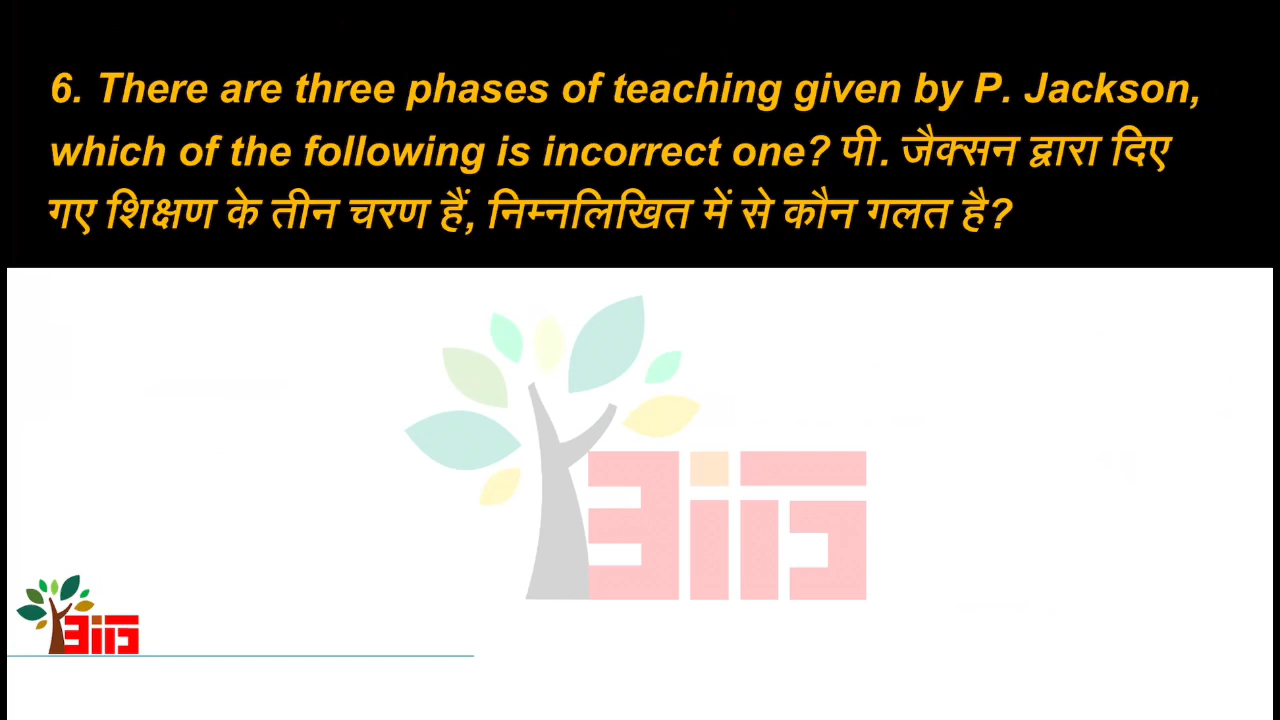 6. There are three phases of teaching given by P. Jackson,
which of the following is incorrect one? पी. जैक्सन द्वारा दिए
गए शिक्षण के तीन चरण हैं, निम्नलिखित में से कौन गलत है?